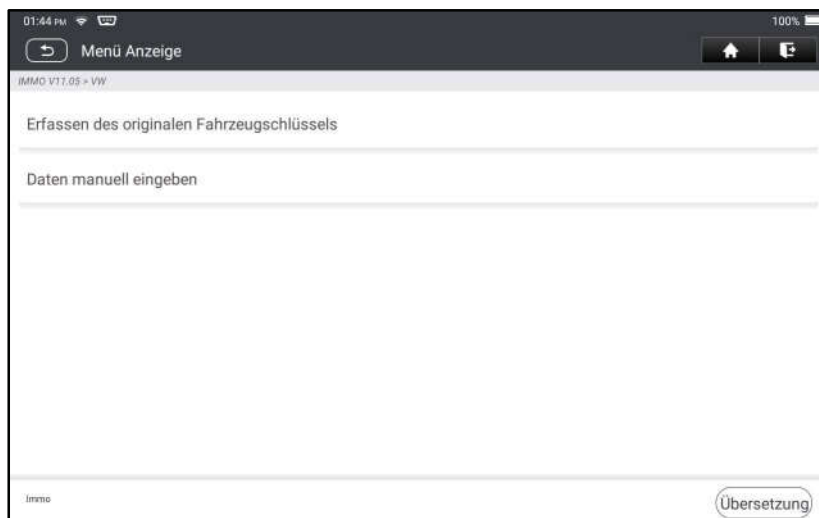 01:44 PM
100%
Menü Anzeige
IMMO V11.05 > VW
Erfassen des originalen Fahrzeugschlüssels
Daten manuell eingeben
Immo
Übersetzung